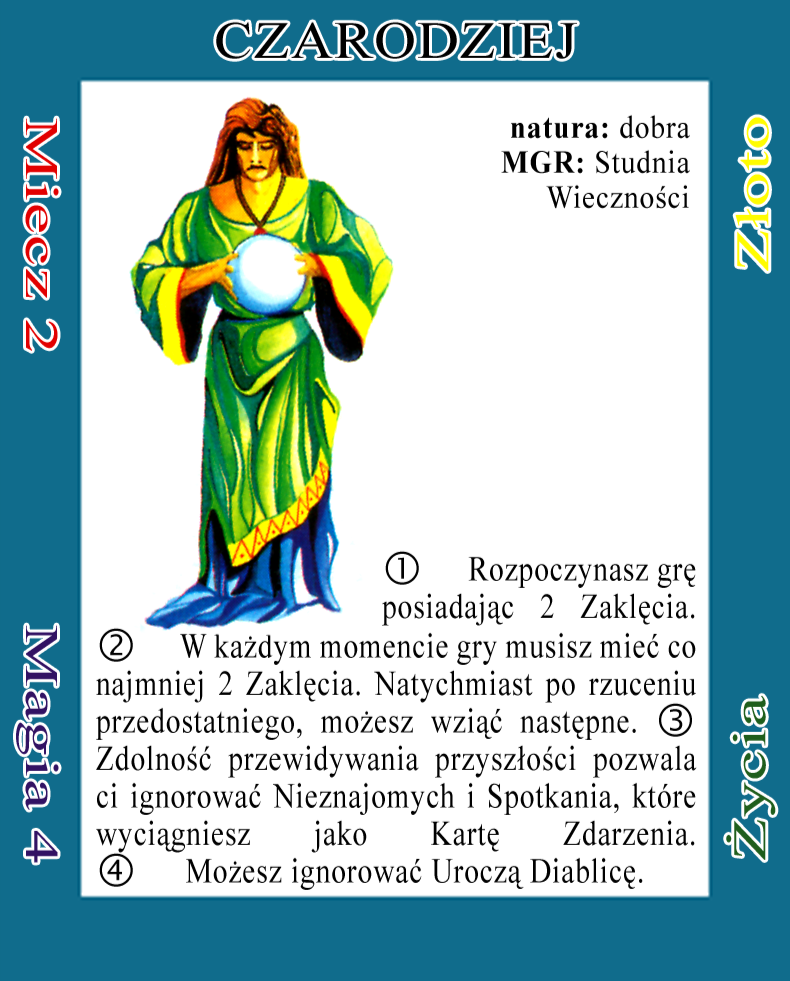 CZARODZIEJ
Miecz 2
Magia 4
natura: dobra
MGR: Studnia
Wieczności
Złoto
Życia
① Rozpoczynasz grę
posiadając 2 Zaklęcia.
② W każdym momencie gry musisz mieć co
najmniej 2 Zaklęcia. Natychmiast po rzuceniu
przedostatniego, możesz wziąć następne. ③
Zdolność przewidywania przyszłości pozwala
ci ignorować Nieznajomych i Spotkania, które
wyciągniesz jako Kartę Zdarzenia.
④ Możesz ignorować Uroczą Diablicę.